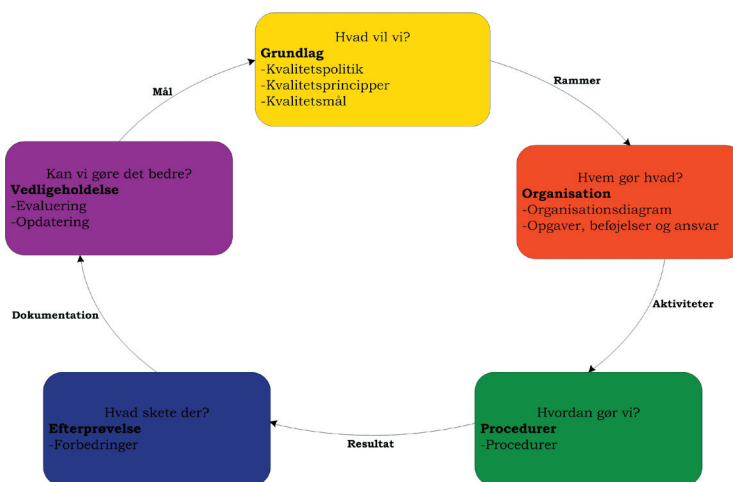 Hvad vil vi?
Grundlag
-Kvalitetspolitik
-Kvalitetsprincipper
-Kvalitetsmål
Rammer
Hvem gør hvad?
Organisation
-Organisationsdiagram
-Opgaver, beføjelser og ansvar
Aktiviteter
Hvordan gør vi?
Procedurer
-Procedurer
Resultat
Hvad skete der?
Efterprøvelse
-Forbedringer
Dokumentation
Kan vi gøre det bedre?
Vedligeholdelse
-Evaluering
-Opdatering
Mål